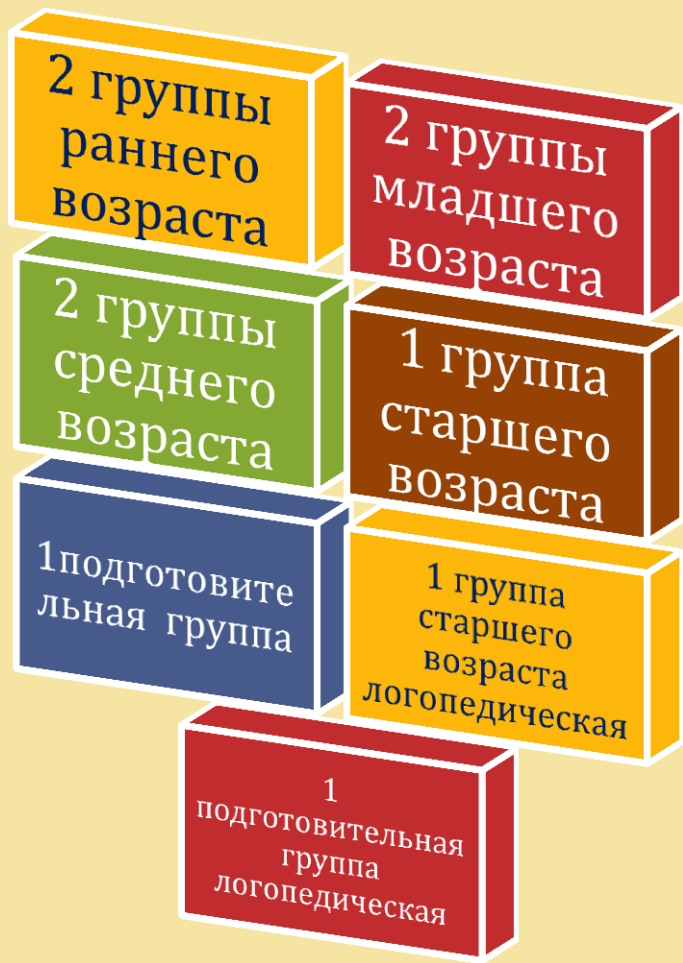 2 группы
раннего
возраста
2 группы
младшего
возраста
2 группы
среднего
возраста
1 группа
старшего
возраста
1подготовите
льная группа
1 группа
старшего
возраста
логопедическая
1
подготовительная
группа
логопедическая